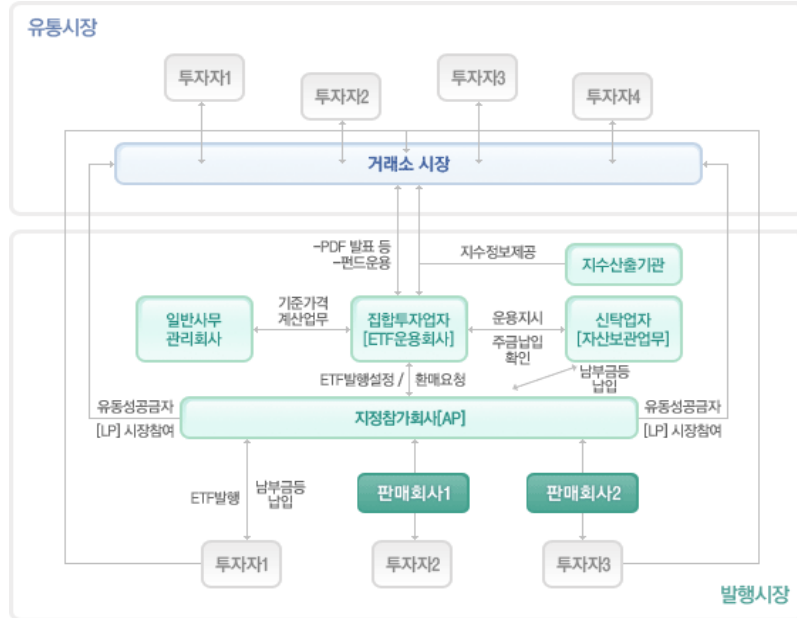 유통시장
투자자1
투자자2
투자자3
투자자4
거래소 시장
-PDF 발표 등
-펀드운용
지수정보제공
지수산출기관
일반사무
관리회사
기준가격
계산업무
집합투자업자
[ETF운용회사]
운용지시
주금납입
확인
신탁업자
[자산보관업무]
ETF발행설정 / 환매요청
남부금등
납입
유동성공급자
[LP] 시장참여
지정참가회사[AP]
유동성공급자
[LP] 시장참여
ETF발행
남부금등
납입
판매회사1
판매회사2
투자자1
투자자2
투자자3
발행시장